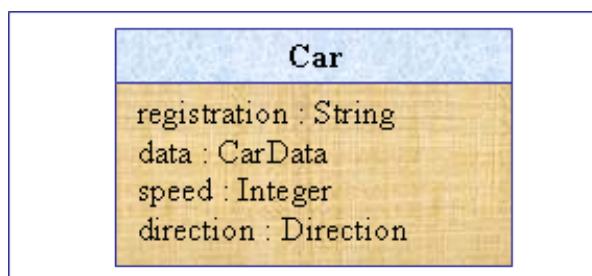 Car
registration : String
data : CarData
speed : Integer
direction : Direction